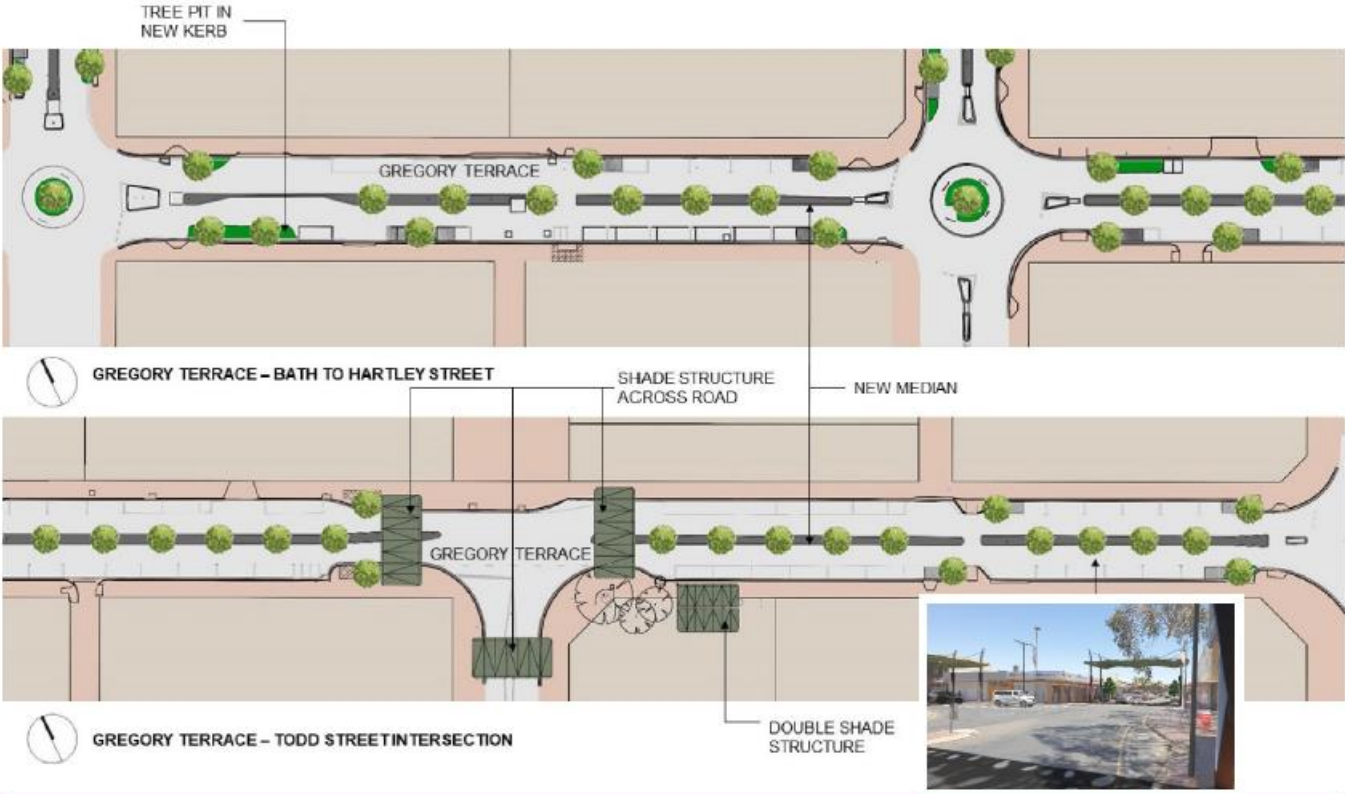 TREE PIT IN
NEW KERB
GREGORY TERRACE
GREGORY TERRACE – BATH TO HARTLEY STREET
SHADE STRUCTURE
ACROSS ROAD
NEW MEDIAN
GREGORY TERRACE
GREGORY TERRACE – TODD STREET INTERSECTION
DOUBLE SHADE
STRUCTURE